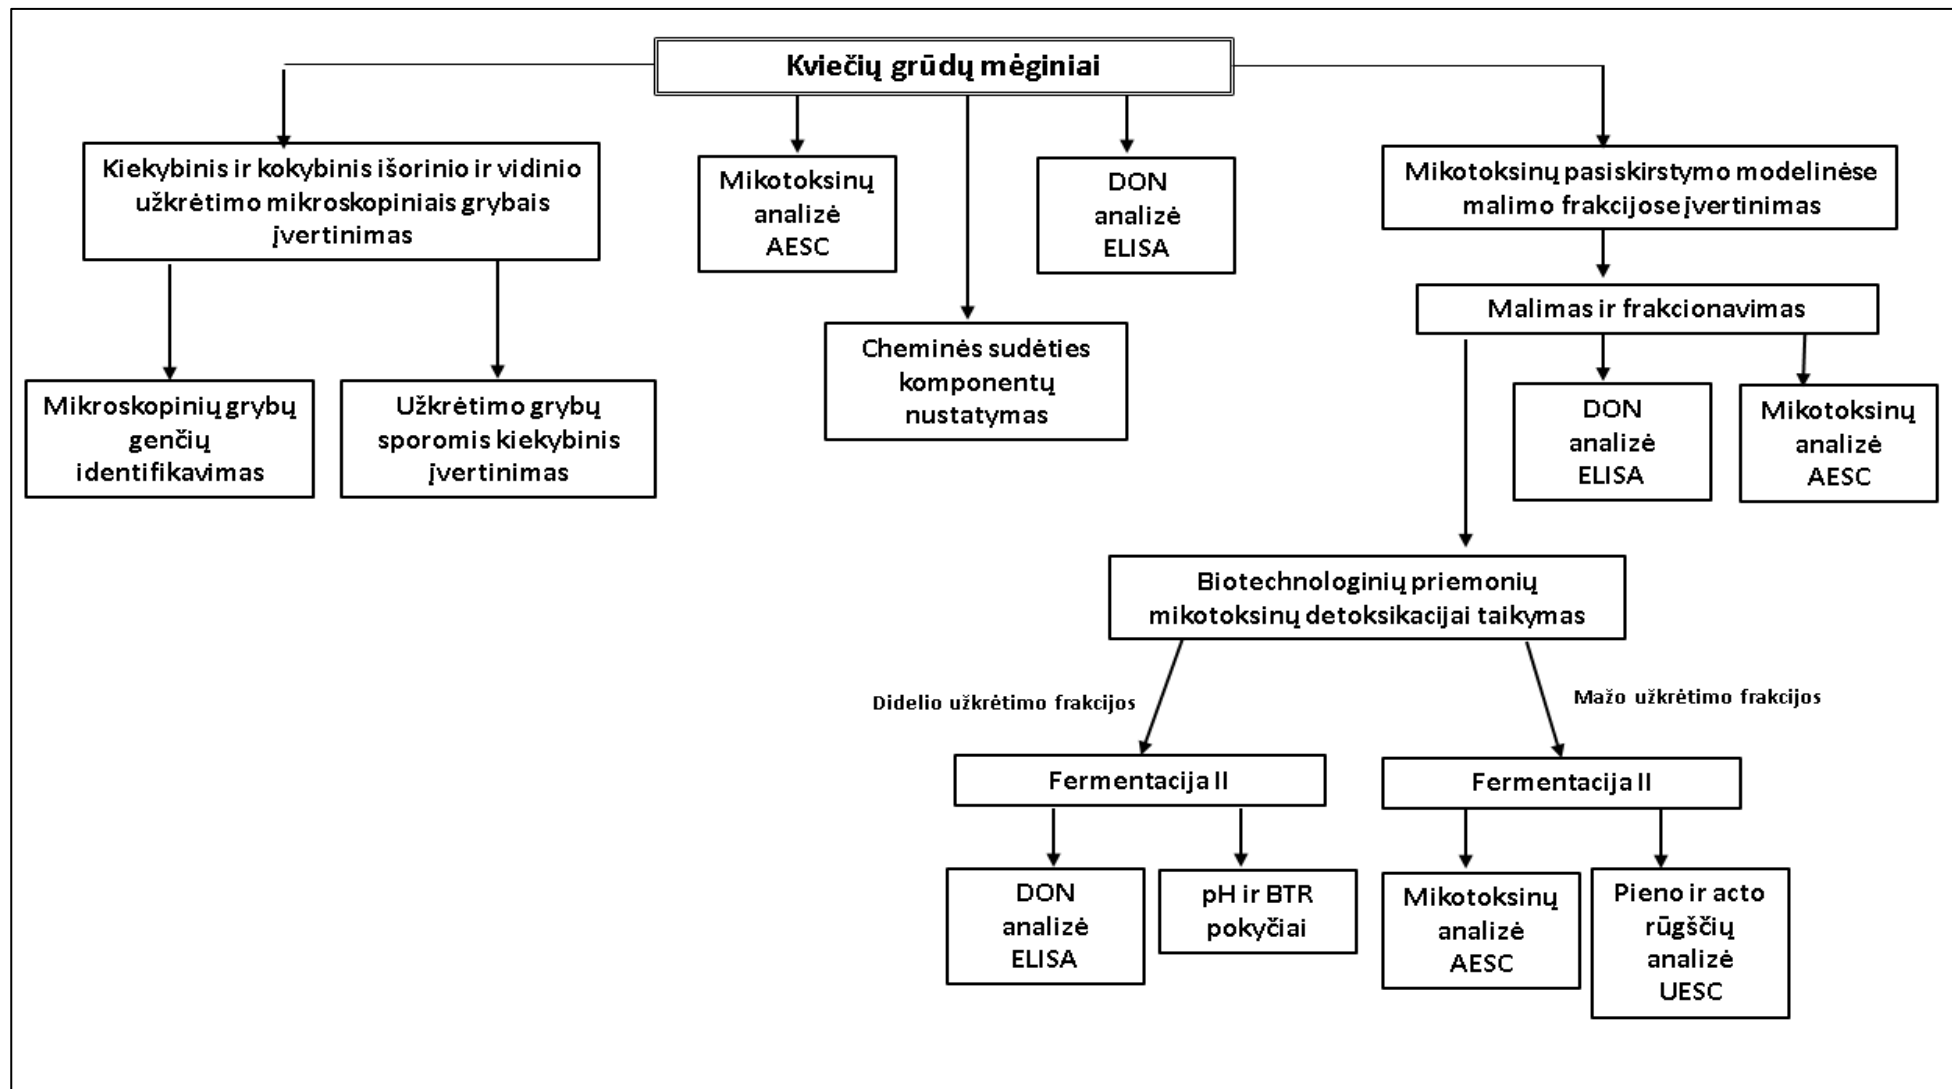 Kviečių grūdų mėginiai
Kiekybinis ir kokybinis išorinio ir vidinio
užkrėtimo mikroskopiniais grybais
įvertinimas
Mikotoksinų
analizė
AESC
DON
analizė
ELISA
Mikotoksinų pasiskirstymo modelinėse
malimo frakcijose įvertinimas
Malimas ir frakcionavimas
Cheminės sudėties
komponentų
nustatymas
Mikroskopinių grybų
genčių
identifikavimas
Užkrėtimo grybų
sporomis kiekybinis
įvertinimas
DON
analizė
ELISA
Mikotoksinų
analizė
AESC
Biotechnologinių priemonių
mikotoksinų detoksikacijai taikymas
Didelio užkrėtimo frakcijos
Mažo užkrėtimo frakcijos
Fermentacija II
Fermentacija II
DON
analizė
ELISA
pH ir BTR
pokyčiai
Mikotoksinų
analizė
AESC
Pieno ir acto
rūgščių
analizė
UESC